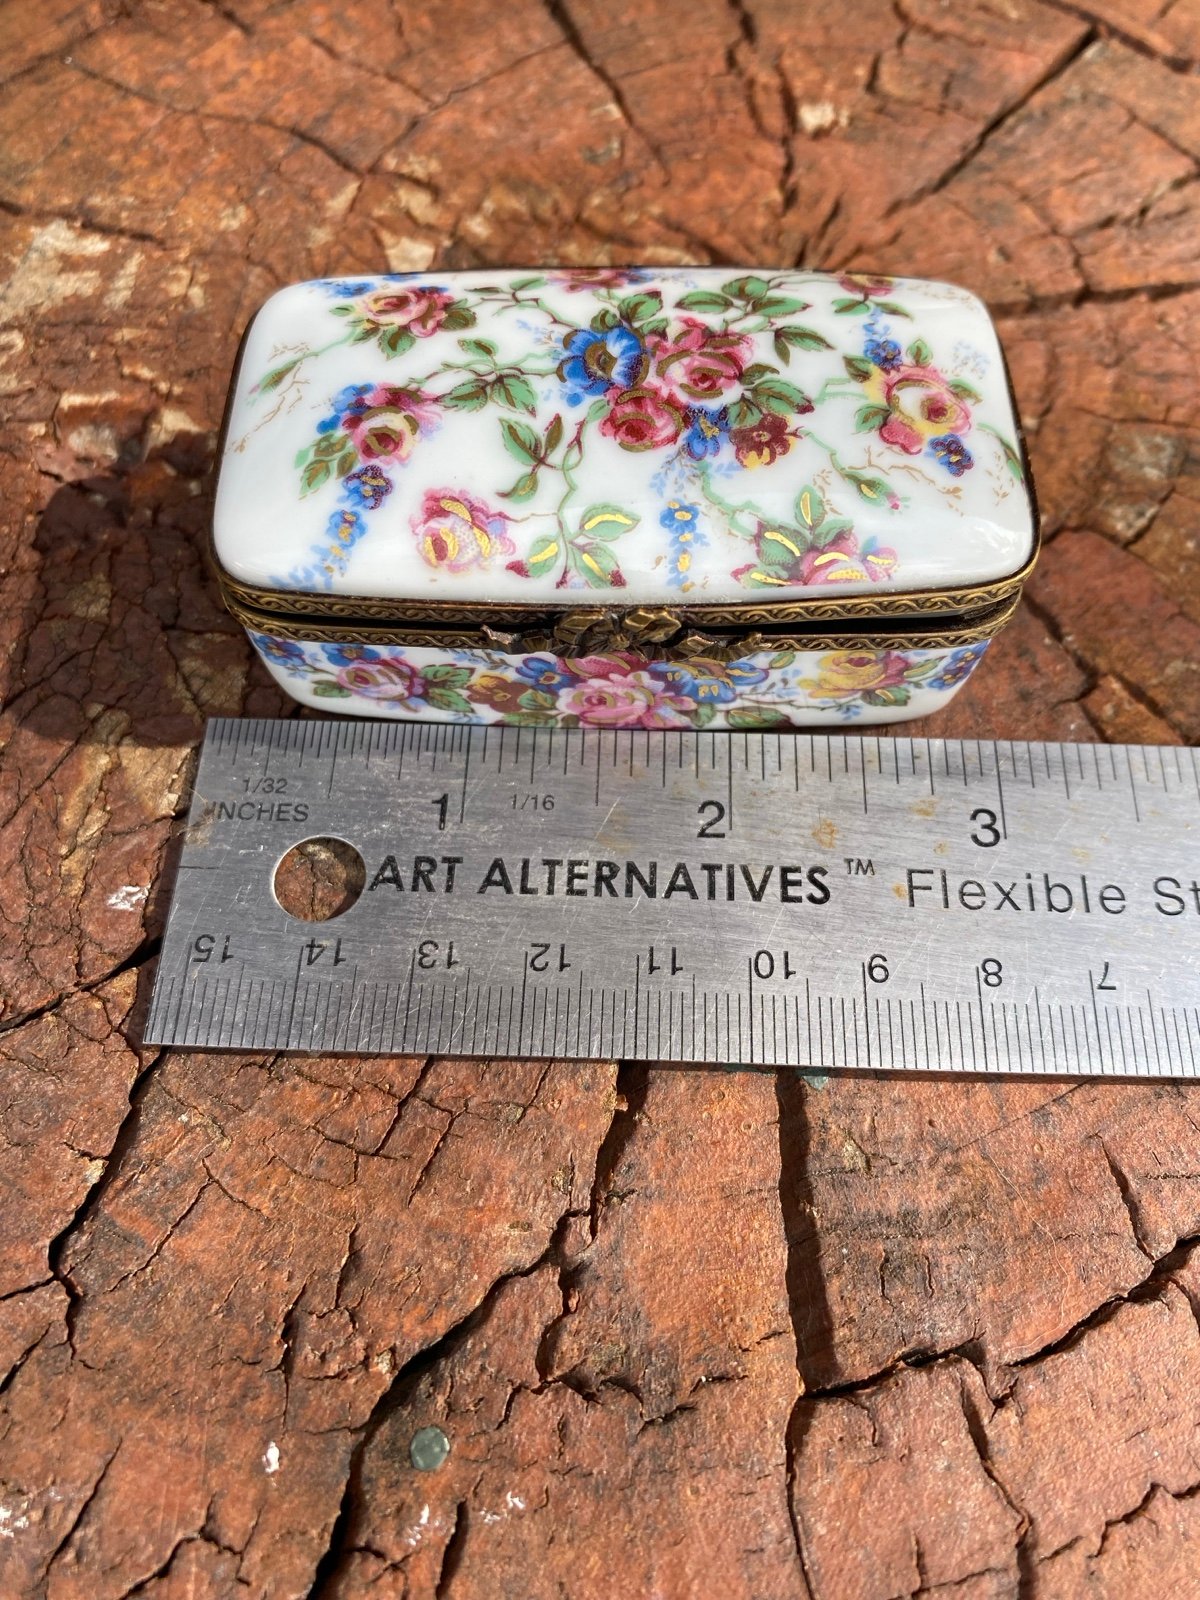 1/32
INCHES
1 1/16 2 3
ART ALTERNATIVES™ Flexible St
15 14 13 12 11 10 9 8 7